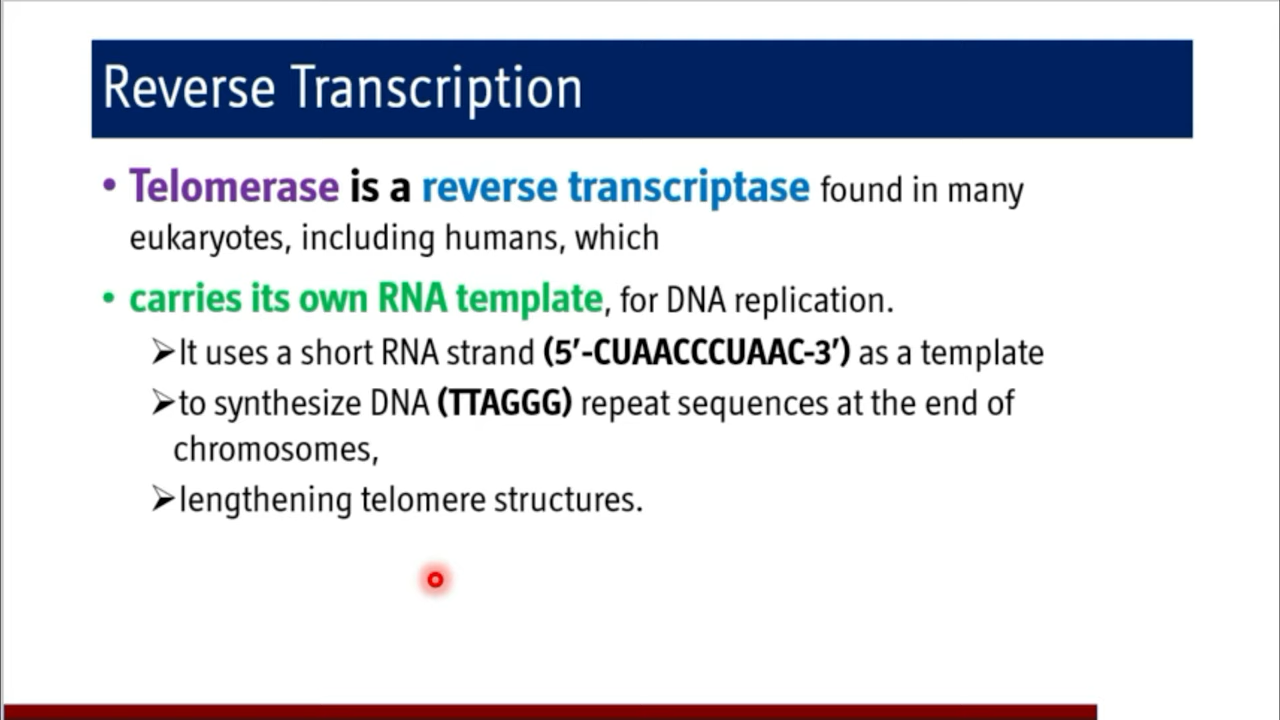 Reverse Transcription
• Telomerase is a reverse transcriptase found in many
eukaryotes, including humans, which
• carries its own RNA template, for DNA replication.
➢It uses a short RNA strand (5′-CUAACCCUAAC-3′) as a template
➢to synthesize DNA (TTAGGG) repeat sequences at the end of
chromosomes,
➢lengthening telomere structures.